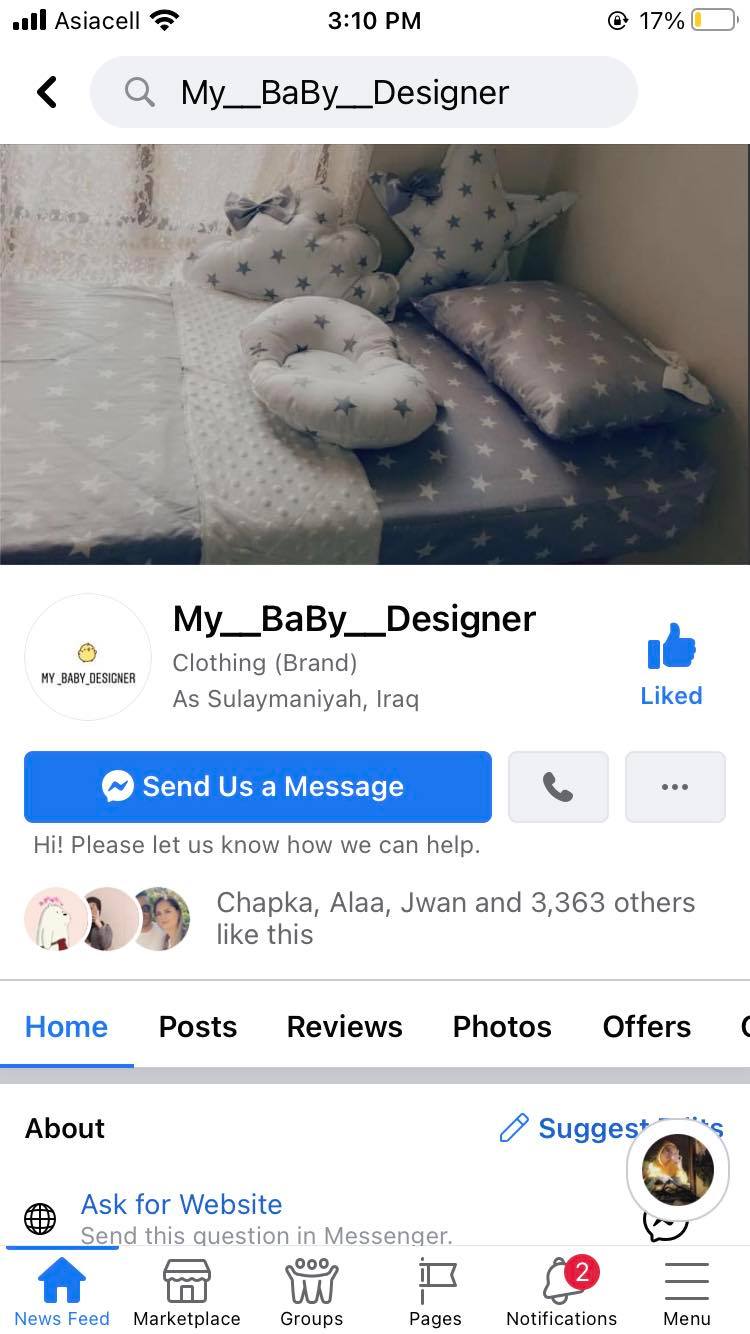 Asiacell 3:10 PM 17%
My__BaBy__Designer
My__BaBy__Designer
Clothing (Brand)
As Sulaymaniyah, Iraq
MY_BABY_DESIGNER
Liked
Send Us a Message
Hi! Please let us know how we can help.
Chapka, Alaa, Jwan and 3,363 others
like this
Home Posts Reviews Photos Offers
About Suggest
Ask for Website
Send this question in Messenger.
2
News Feed Marketplace Groups Pages Notifications Menu